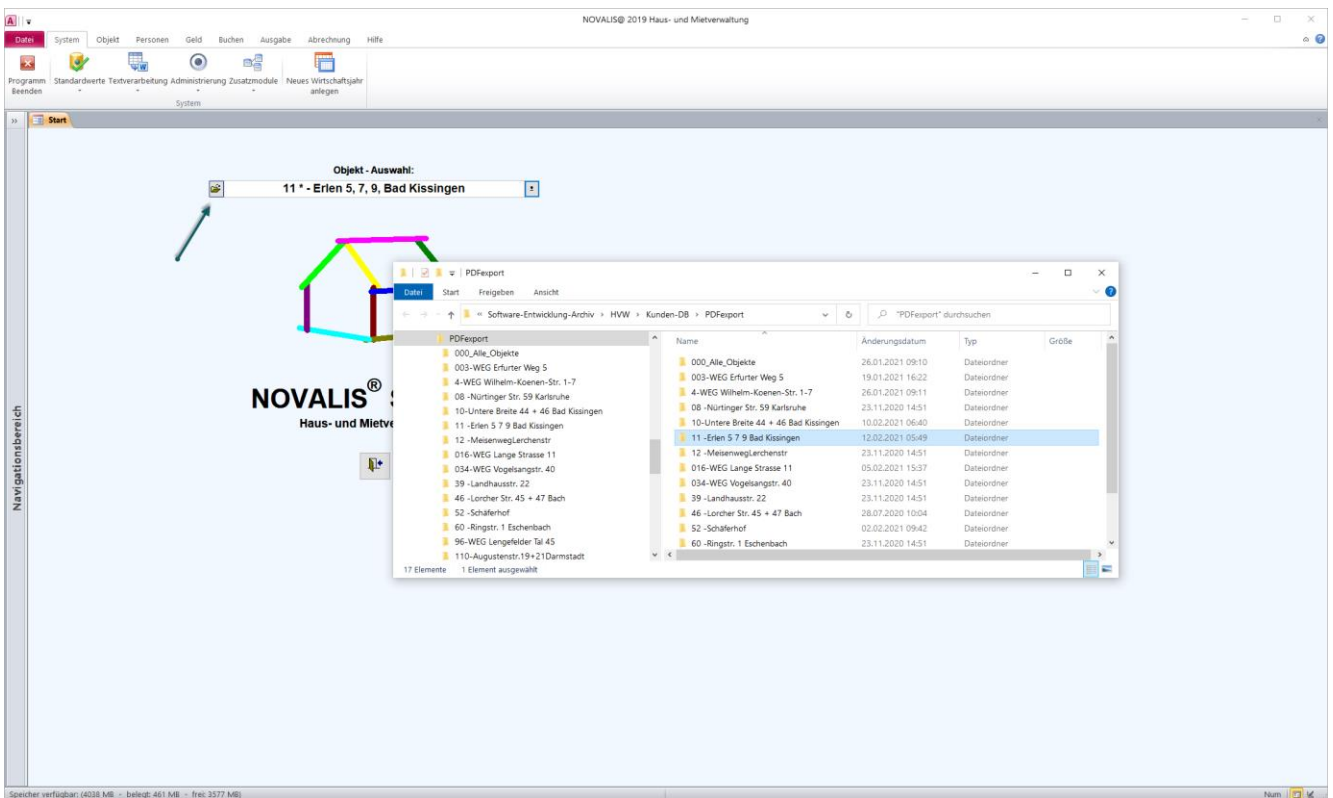 NOVALIS@ 2019 Haus- und Mietverwaltung
Datei System Objekt Personen Geld Buchen Ausgabe Abrechnung Hilfe
Programm Beenden
Standardwerte Textverarbeitung Administrierung Zusatzmodule Neues Wirtschaftsjahr anlegen
System
Start
Objekt - Auswahl:
11 * - Erlen 5, 7, 9, Bad Kissingen
PDFexport
Datei Start Freigeben Ansicht
« Software-Entwicklung-Archiv › HVW › Kunden-DB › PDFexport
"PDFexport" durchsuchen
PDFexport
000_Alle_Objekte
003-WEG Erfurter Weg 5
4-WEG Wilhelm-Koenen-Str. 1-7
08 -Nürtinger Str. 59 Karlsruhe
10-Untere Breite 44 + 46 Bad Kissingen
11 -Erlen 5 7 9 Bad Kissingen
12 -MeisenwegLerchenstr
016-WEG Lange Strasse 11
034-WEG Vogelsangstr. 40
39 -Landhausstr. 22
46 -Lorcher Str. 45 + 47 Bach
52 -Schäferhof
60 -Ringstr. 1 Eschenbach
96-WEG Lengefelder Tal 45
110-Augustenstr.19+21Darmstadt
Name Änderungsdatum Typ Größe
000_Alle_Objekte 26.01.2021 09:10 Dateiordner
003-WEG Erfurter Weg 5 19.01.2021 16:22 Dateiordner
4-WEG Wilhelm-Koenen-Str. 1-7 26.01.2021 09:11 Dateiordner
08 -Nürtinger Str. 59 Karlsruhe 23.11.2020 14:51 Dateiordner
10-Untere Breite 44 + 46 Bad Kissingen 10.02.2021 06:40 Dateiordner
11 -Erlen 5 7 9 Bad Kissingen 12.02.2021 05:49 Dateiordner
12 -MeisenwegLerchenstr 23.11.2020 14:51 Dateiordner
016-WEG Lange Strasse 11 05.02.2021 15:37 Dateiordner
034-WEG Vogelsangstr. 40 23.11.2020 14:51 Dateiordner
39 -Landhausstr. 22 23.11.2020 14:51 Dateiordner
46 -Lorcher Str. 45 + 47 Bach 28.07.2020 10:04 Dateiordner
52 -Schäferhof 02.02.2021 09:42 Dateiordner
60 -Ringstr. 1 Eschenbach 23.11.2020 14:51 Dateiordner
17 Elemente 1 Element ausgewählt
NOVALIS®
Haus- und Mietve
Navigationsbereich
Speicher verfügbar: (4038 MB - belegt: 461 MB - frei: 3577 MB)
Num